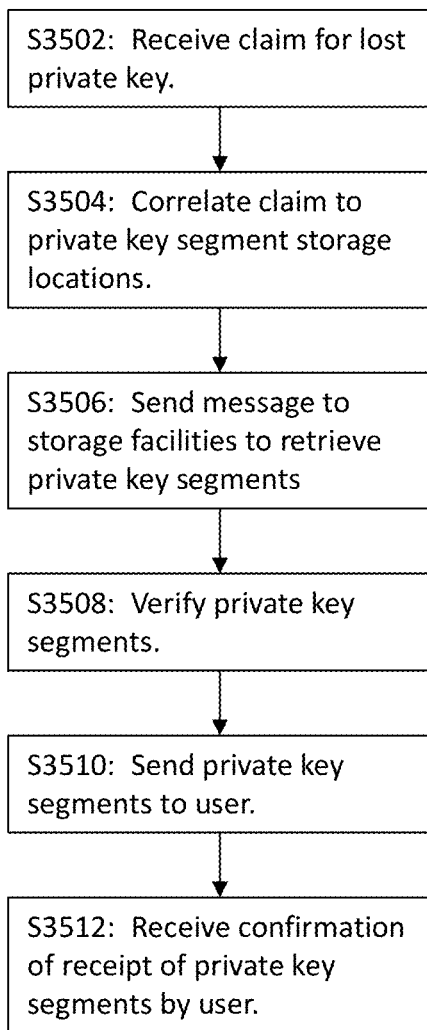 S3502:  Receive claim for lost
private key.
S3504:  Correlate claim to
private key segment storage
locations.
S3506:  Send message to
storage facilities to retrieve
private key segments
S3508:  Verify private key
segments.
S3510:  Send private key
segments to user.
S3512:  Receive confirmation
of receipt of private key
segments by user.